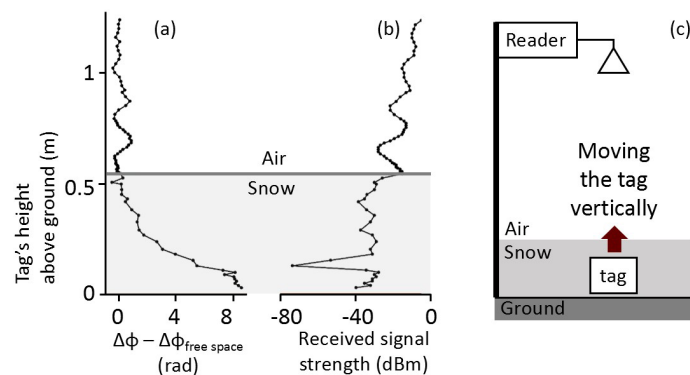 (a)
(b)
(c)
Tag's height
above ground (m)
1
0.5
0
Air
Snow
0
4
8
-80
-40
0
Δϕ – Δϕfree space
(rad)
Received signal
strength (dBm)
Reader
Moving
the tag
vertically
Air
Snow
tag
Ground